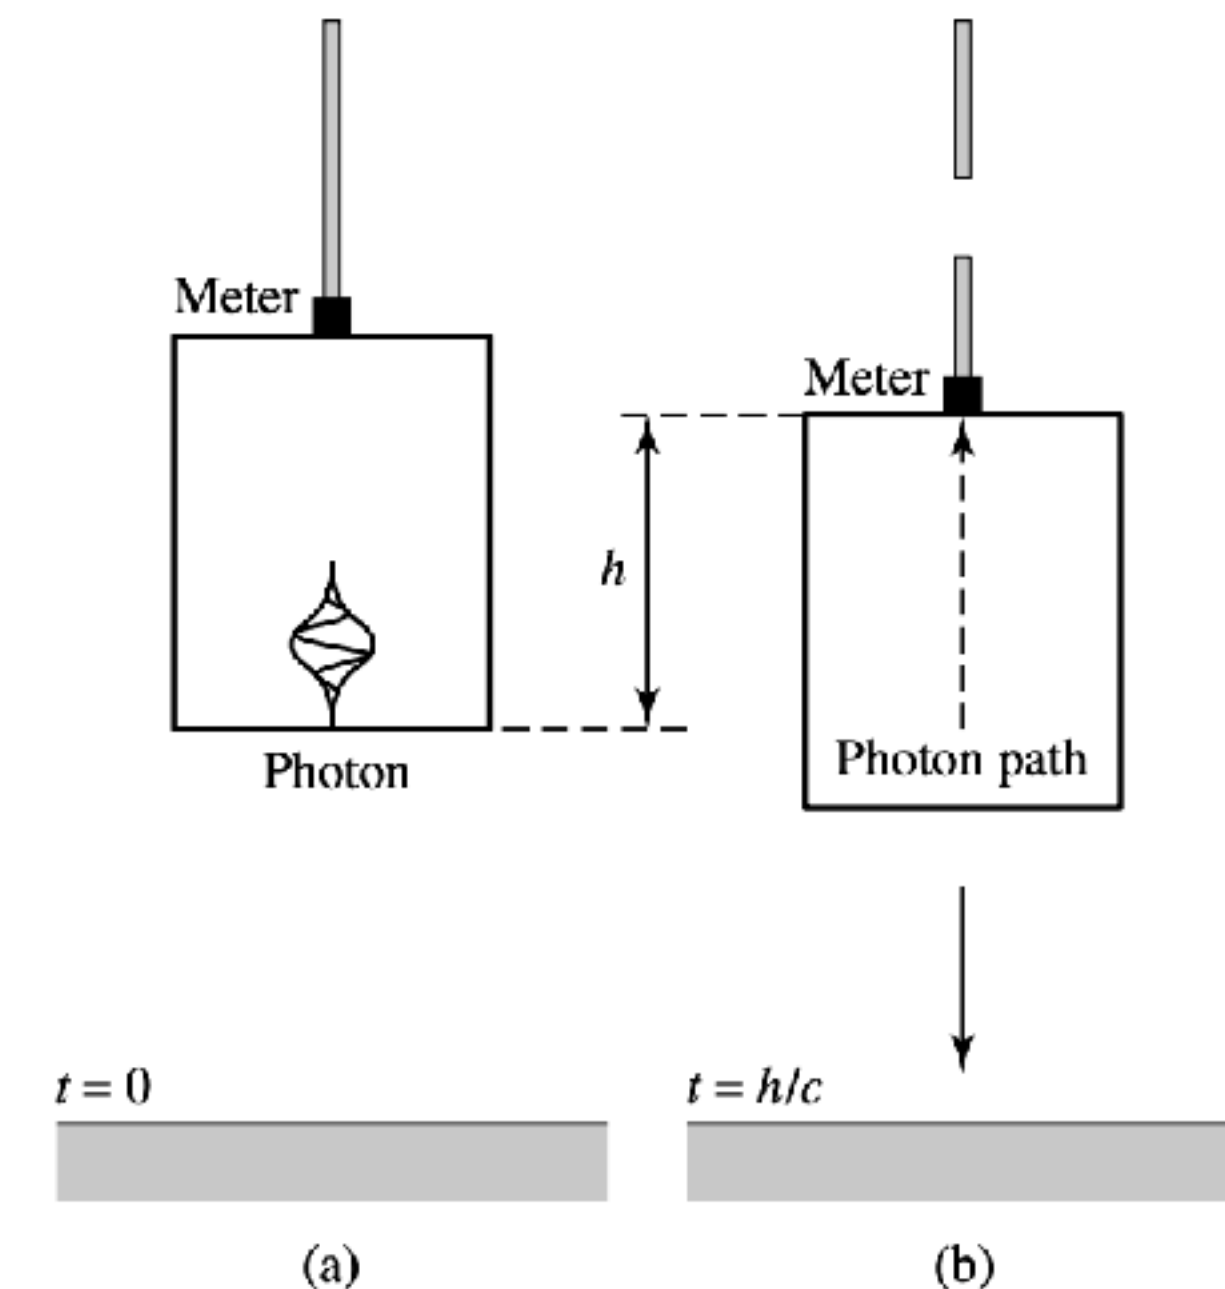 Meter
Photon
h
Meter
Photon path
t = 0
t = h/c
(a)
(b)